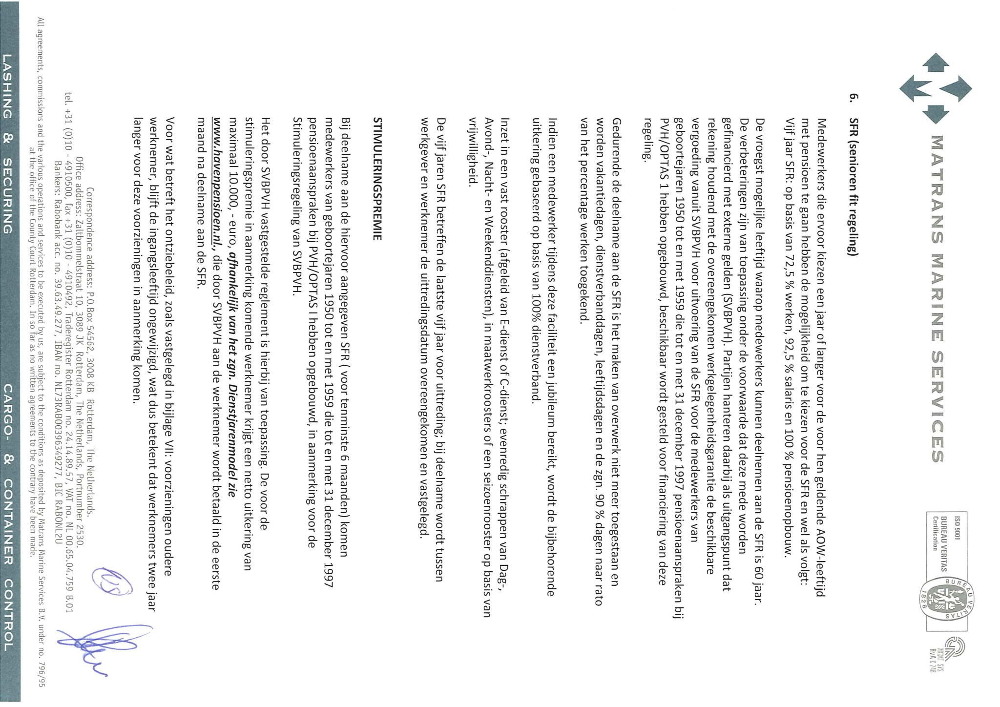 MATRANS MARINE SERVICES
ISO 9001
BUREAU VERITAS
Certification
BUREAU VERITAS
1828
MGMT SYS
RvA C 248
6. SFR (senioren fit regeling)
Medewerkers die ervoor kiezen een jaar of langer voor de voor hen geldende AOW-leeftijd
met pensioen te gaan hebben de mogelijkheid om te kiezen voor de SFR en wel als volgt:
Vijf jaar SFR: op basis van 72,5 % werken, 92,5 % salaris en 100 % pensioenopbouw.
De vroegst mogelijke leeftijd waarop medewerkers kunnen deelnemen aan de SFR is 60 jaar.
De verbeteringen zijn van toepassing onder de voorwaarde dat deze mede worden
gefinancierd met externe gelden (SVBPVH). Partijen hanteren daarbij als uitgangspunt dat
rekening houdend met de overeengekomen werkgelegenheidsgarantie de beschikbare
vergoeding vanuit SVBPVH voor uitvoering van de SFR voor de medewerkers van
geboortejaren 1950 tot en met 1959 die tot en met 31 december 1997 pensioenaanspraken bij
PVH/OPTAS 1 hebben opgebouwd, beschikbaar wordt gesteld voor financiering van deze
regeling.
Gedurende de deelname aan de SFR is het maken van overwerk niet meer toegestaan en
worden vakantiedagen, dienstverbanddagen, leeftijdsdagen en de zgn. 90 % dagen naar rato
van het percentage werken toegekend.
Indien een medewerker tijdens deze faciliteit een jubileum bereikt, wordt de bijbehorende
uitkering gebaseerd op basis van 100% dienstverband.
Inzet in een vast rooster (afgeleid van E-dienst of C-dienst; evenredig schrappen van Dag-,
Avond-, Nacht- en Weekenddiensten), in maatwerkroosters of een seizoenrooster op basis van
vrijwilligheid.
De vijf jaren SFR betreffen de laatste vijf jaar voor uittreding; bij deelname wordt tussen
werkgever en werknemer de uittredingsdatum overeengekomen en vastgelegd.
STIMULERINGSPREMIE
Bij deelname aan de hiervoor aangegeven SFR ( voor tenminste 6 maanden) komen
medewerkers van geboortejaren 1950 tot en met 1959 die tot en met 31 december 1997
pensioenaanspraken bij PVH/OPTAS I hebben opgebouwd, in aanmerking voor de
Stimuleringsregeling van SVBPVH.
Het door SVBPVH vastgestelde reglement is hierbij van toepassing. De voor de
stimuleringspremie in aanmerking komende werknemer krijgt een netto uitkering van
maximaal 10.000, - euro, afhankelijk van het zgn. Dienstjarenmodel zie
www.havenpensioen.nl., die door SVBPVH aan de werknemer wordt betaald in de eerste
maand na deelname aan de SFR.
Voor wat betreft het ontziebeleid, zoals vastgelegd in bijlage VII: voorzieningen oudere
werknemer, blijft de ingangsleeftijd ongewijzigd, wat dus betekent dat werknemers twee jaar
langer voor deze voorzieningen in aanmerking komen.
Correspondence address: P.O.Box 54562, 3008 KB Rotterdam, The Netherlands.
Office address: Zaltbommelstraat 10, 3089 JK Rotterdam, The Netherlands, Portnumber 2530.
tel. +31 (0)10 - 4910500, fax +31 (0)10 - 4910492, Traderegister Rotterdam no. 24.14.89.57, VAT no. NL 00.65.04.759 B.01
Bankers: Rabobank acc. no. 39.63.49.277, IBAN no. NL73RABO0396349277, BIC RABONL2U
All agreements, commissions and the various operations and services to be executed by us, are subject to the conditions as deposited by Matrans Marine Services B.V. under no. 796/95
at the office of the County Court Rotterdam. In so far as no written agreements to the contrary have been made.
LASHING & SECURING CARGO- & CONTAINER CONTROL